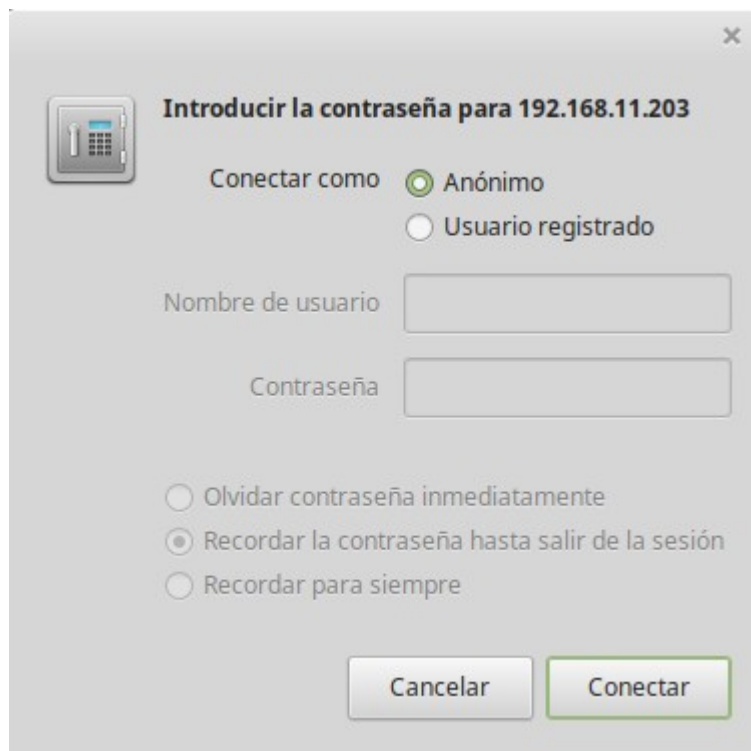 Introducir la contraseña para 192.168.11.203
Conectar como
Anónimo
Usuario registrado
Nombre de usuario
Contraseña
Olvidar contraseña inmediatamente
Recordar la contraseña hasta salir de la sesión
Recordar para siempre
Cancelar
Conectar